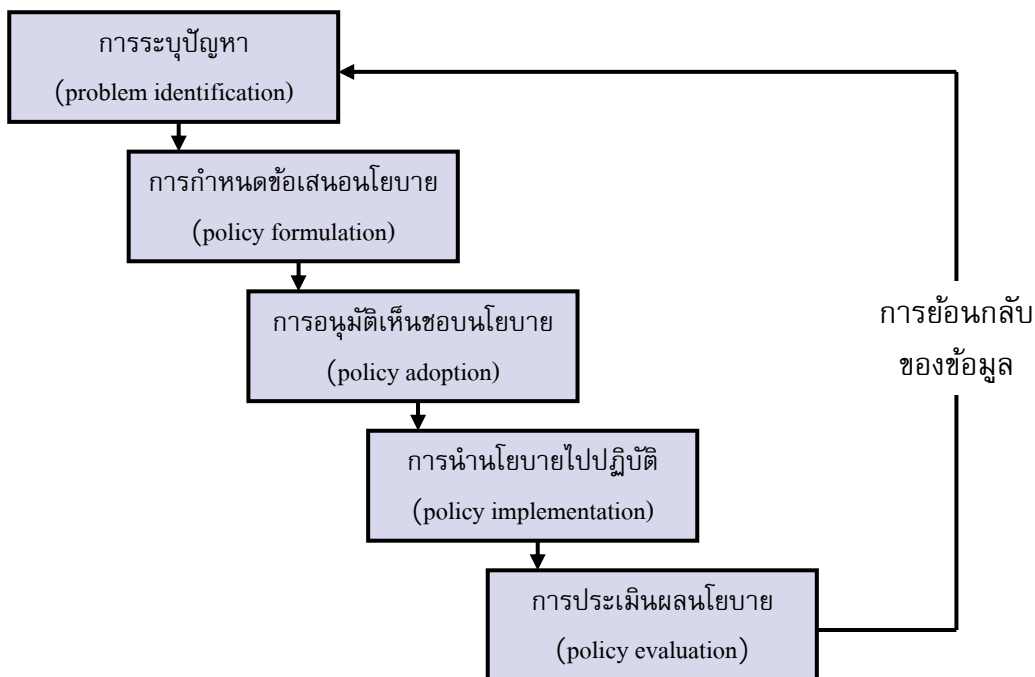 การระบุปัญหา
(problem identification)
การกำหนดข้อเสนอนโยบาย
(policy formulation)
การอนุมัติเห็นชอบนโยบาย
(policy adoption)
การย้อนกลับ
ของข้อมูล
การนำนโยบายไปปฏิบัติ
(policy implementation)
การประเมินผลนโยบาย
(policy evaluation)